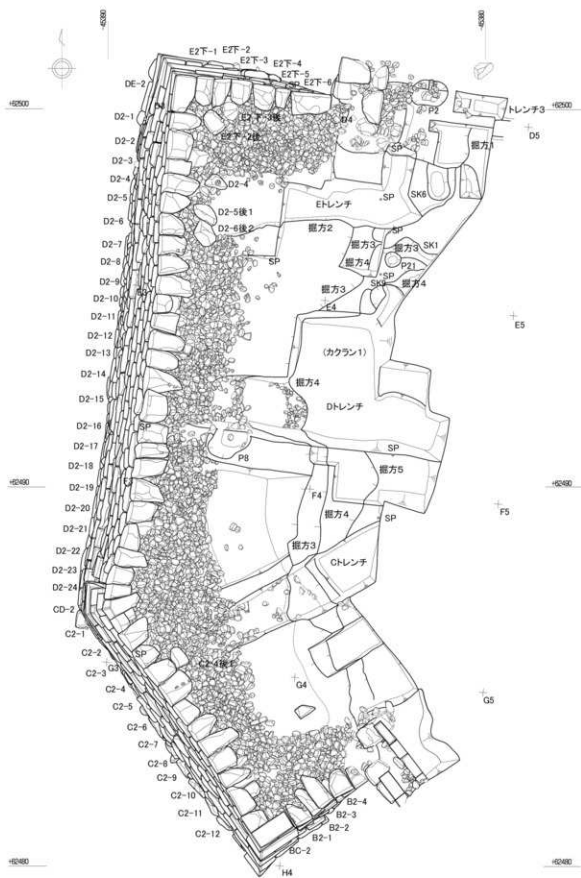 -45390
-45380
E2下-1
E2下-2
E2下-3
E2下-4
E2下-5
E2下-6
DE-2
+62500
+62500
トレンチ3
P2
D4
D5
E2下-3後
E2下-2後
掘方1
SP
D2-1
D2-2
D2-3
D2-4
D2-5
D2-6
D2-7
D2-8
D2-9
D2-10
D2-11
D2-12
D2-13
D2-14
D2-15
D2-16
D2-17
D2-18
D2-19
D2-20
D2-21
D2-22
D2-23
D2-24
D2-4
D2-5後1
D2-6後2
Eトレンチ
SP
SK6
掘方2
SP
掘方3
掘方3
SK1
掘方4
P21
SP
SP
掘方4
掘方3
E4
E5
(カクラン1)
掘方4
Dトレンチ
SP
SP
P8
掘方5
+62490
+62490
F4
F5
掘方4
SP
掘方3
Cトレンチ
CD-2
C2-1
C2-2
G3
C2-3
C2-4
C2-5
C2-6
C2-7
C2-8
C2-9
C2-10
C2-11
C2-12
SP
G4
G5
B2-4
B2-3
B2-2
B2-1
BC-2
H4
+62480
+62480